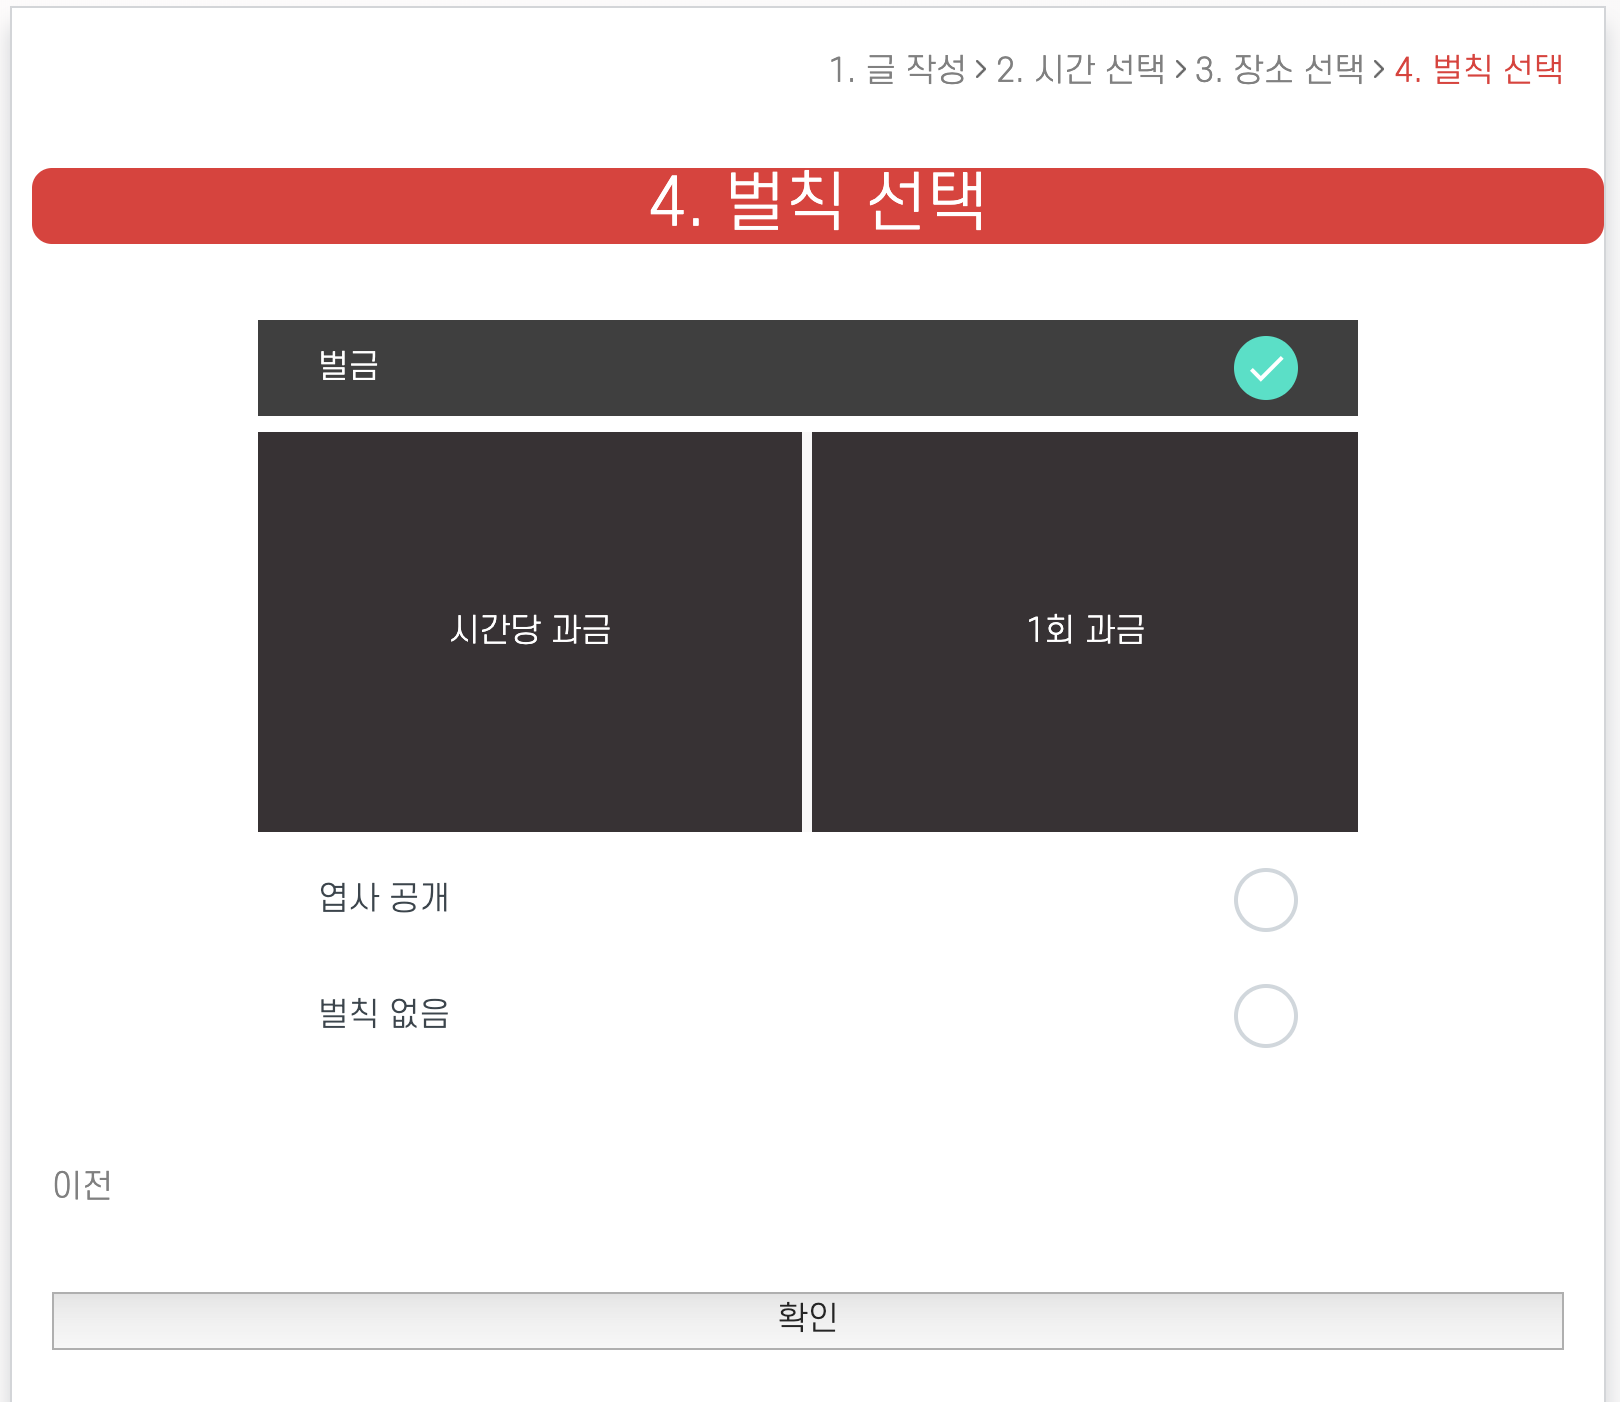 1. 글 작성 > 2. 시간 선택 > 3. 장소 선택 > 4. 벌칙 선택
4. 벌칙 선택
벌금
시간당 과금
1회 과금
엽사 공개
벌칙 없음
이전
확인